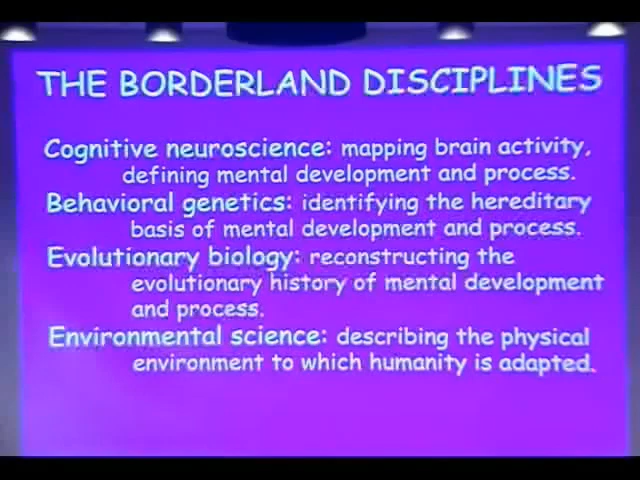 THE BORDERLAND DISCIPLINES
Cognitive neuroscience: mapping brain activity,
defining mental development and process.
Behavioral genetics: identifying the hereditary
basis of mental development and process.
Evolutionary biology: reconstructing the
evolutionary history of mental development
and process.
Environmental science: describing the physical
environment to which humanity is adapted.